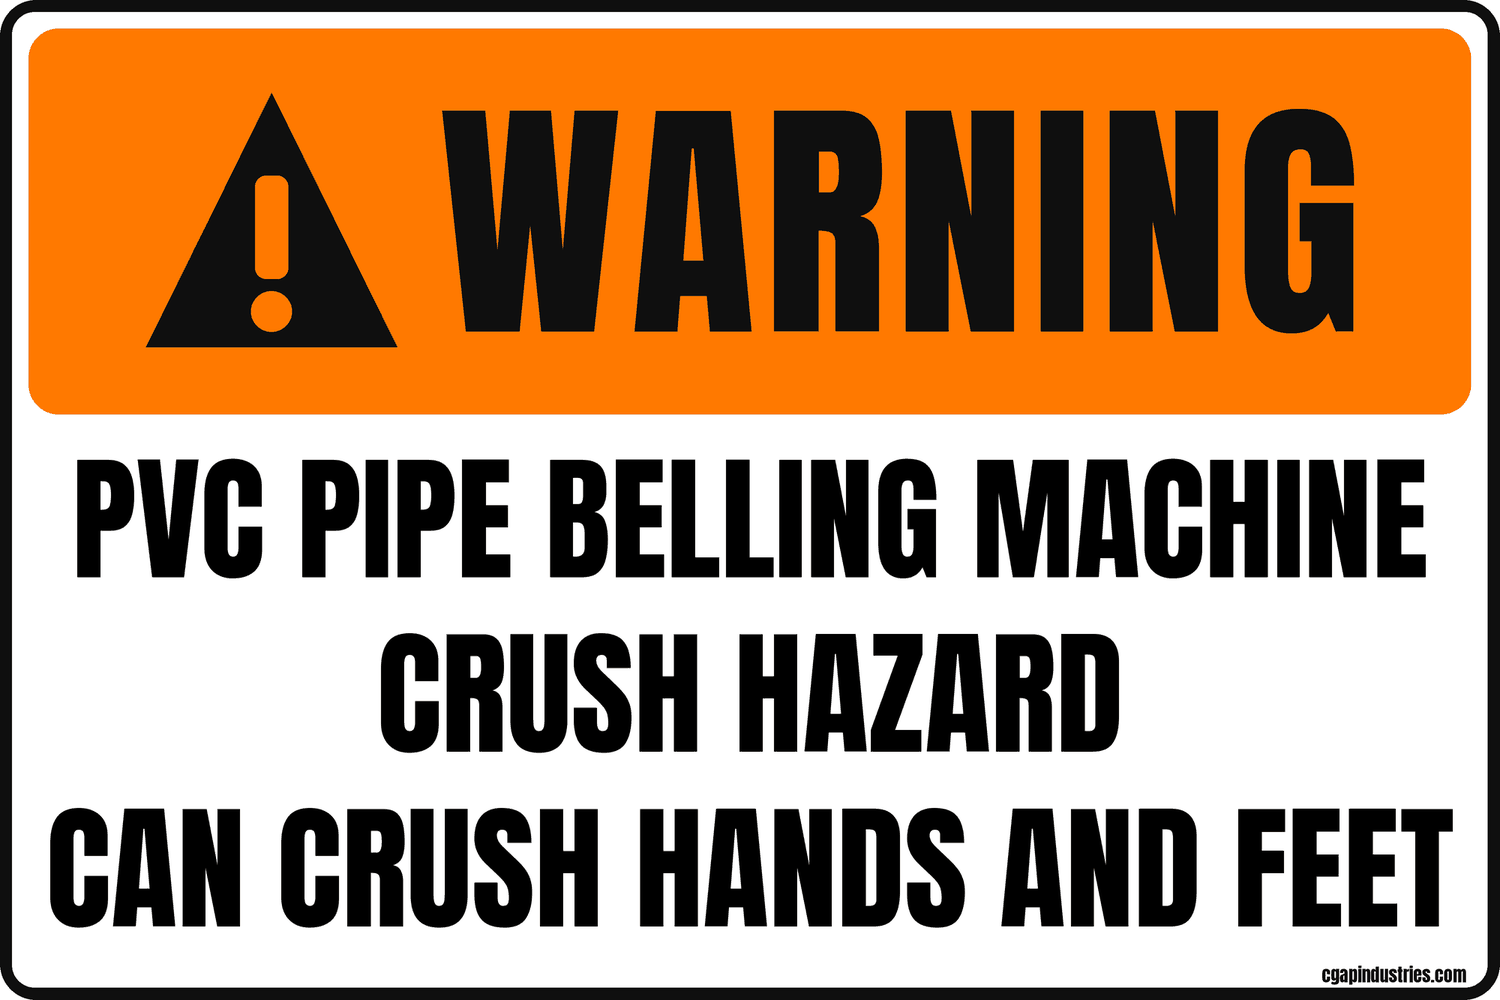 WARNING
PVC PIPE BELLING MACHINE
CRUSH HAZARD
CAN CRUSH HANDS AND FEET
cgapindustries.com